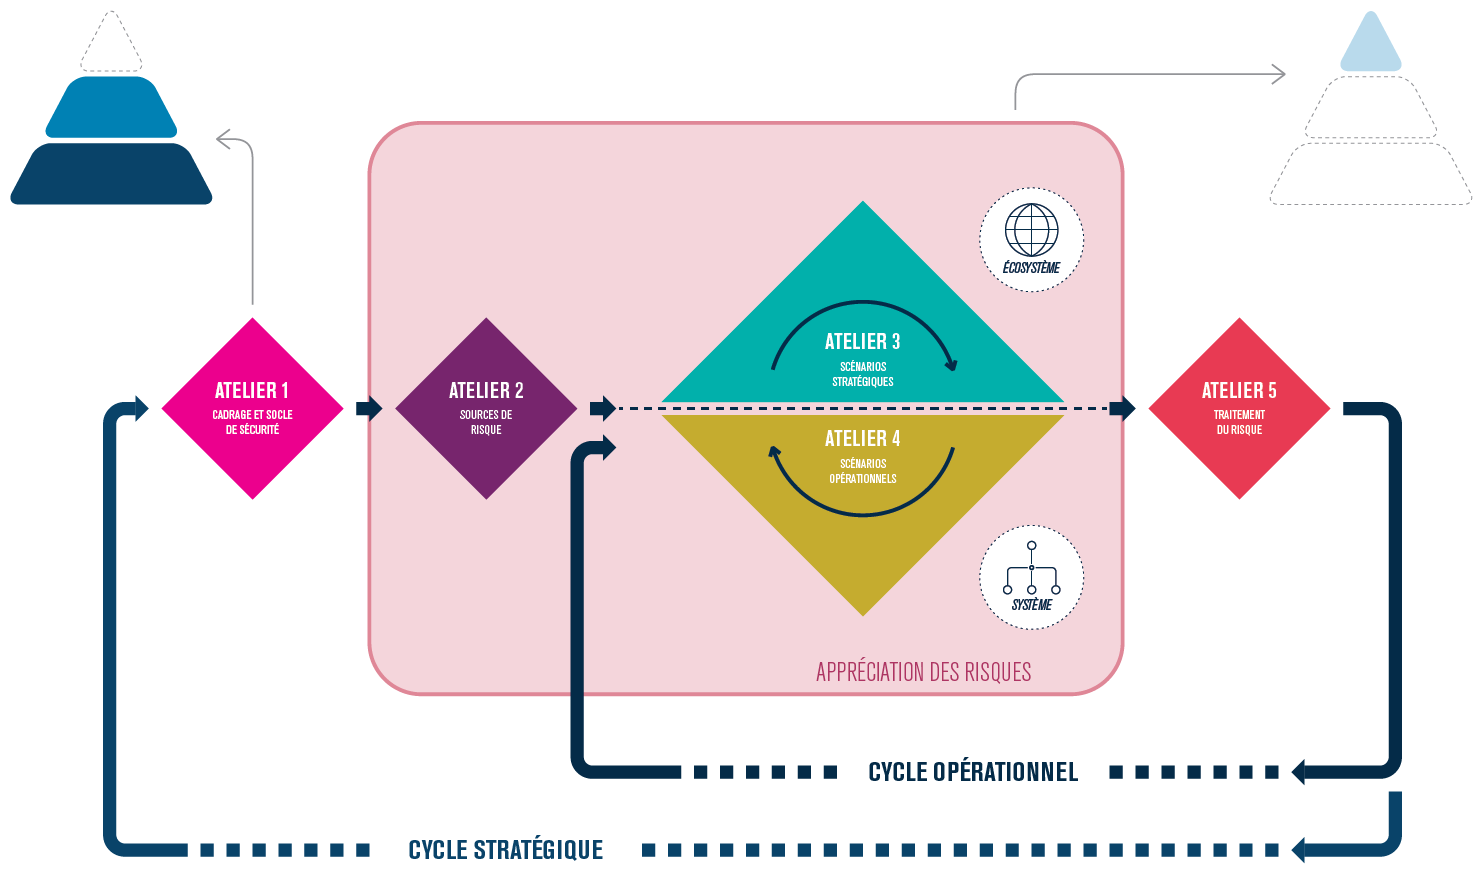 ÉCOSYSTÈME
ATELIER 1
CADRAGE ET SOCLE
DE SÉCURITÉ
ATELIER 2
SOURCES DE
RISQUE
ATELIER 3
SCÉNARIOS
STRATÉGIQUES
ATELIER 4
SCÉNARIOS
OPÉRATIONNELS
ATELIER 5
TRAITEMENT
DU RISQUE
SYSTÈME
APPRÉCIATION DES RISQUES
CYCLE OPÉRATIONNEL
CYCLE STRATÉGIQUE